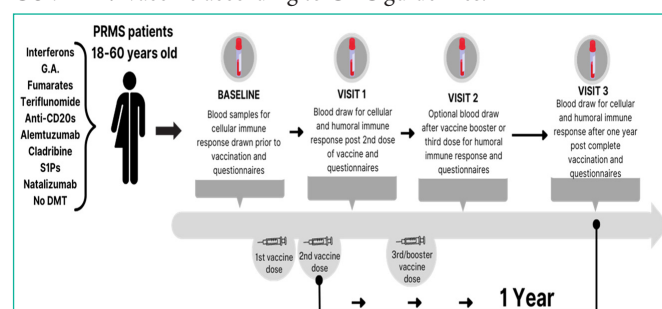 PRMS patients
18-60 years old
Interferons
G.A.
Fumarates
Teriflunomide
Anti-CD20s
Alemtuzumab
Cladribine
S1Ps
Natalizumab
No DMT
BASELINE
Blood samples for
cellular immune
response drawn prior to
vaccination and
questionnaires
VISIT 1
Blood draw for cellular
and humoral immune
response post 2nd dose
of vaccine and
questionnaires
VISIT 2
Optional blood draw
after vaccine booster or
third dose for humoral
immune response and
questionnaires
VISIT 3
Blood draw for cellular
and humoral immune
response after one year
post complete
vaccination and
questionnaires
1st vaccine
dose
2nd vaccine
dose
3rd/booster
vaccine
dose
1 Year